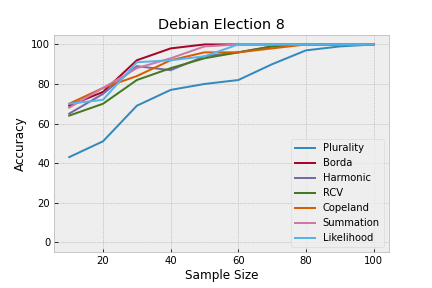 Debian Election 8
100
80
60
40
20
0
Accuracy
20
40
60
80
100
Sample Size
Plurality
Borda
Harmonic
RCV
Copeland
Summation
Likelihood